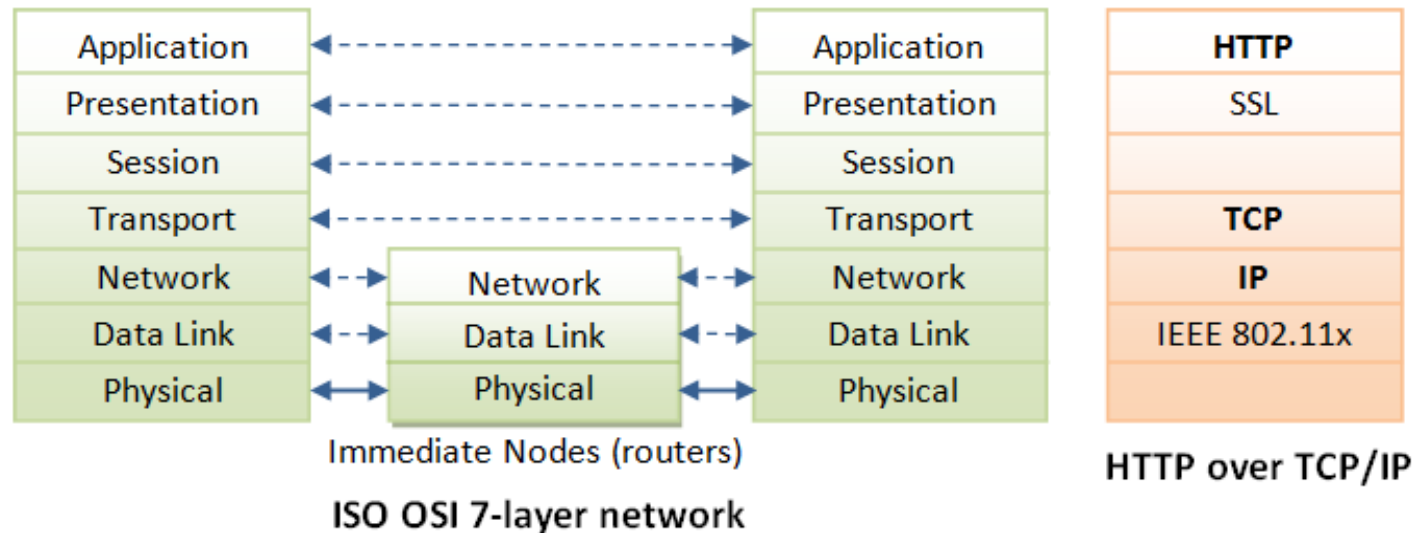 Application
Application
HTTP
Presentation
Presentation
SSL
Session
Session
Transport
Transport
TCP
Network
Network
Network
IP
Data Link
Data Link
Data Link
IEEE 802.11x
Physical
Physical
Physical
Immediate Nodes (routers)
HTTP over TCP/IP
ISO OSI 7-layer network